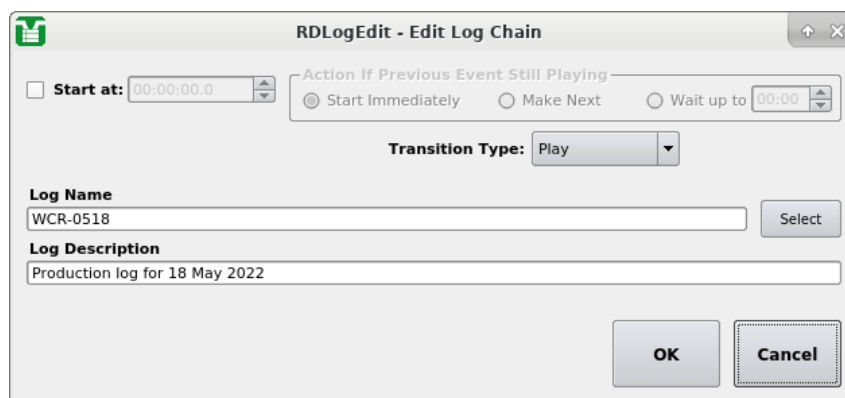 RDLogEdit - Edit Log Chain
Action If Previous Event Still Playing
Start at: 00:00:00.0 Start Immediately Make Next Wait up to 00:00
Transition Type: Play
Log Name
WCR-0518 Select
Log Description
Production log for 18 May 2022
OK Cancel